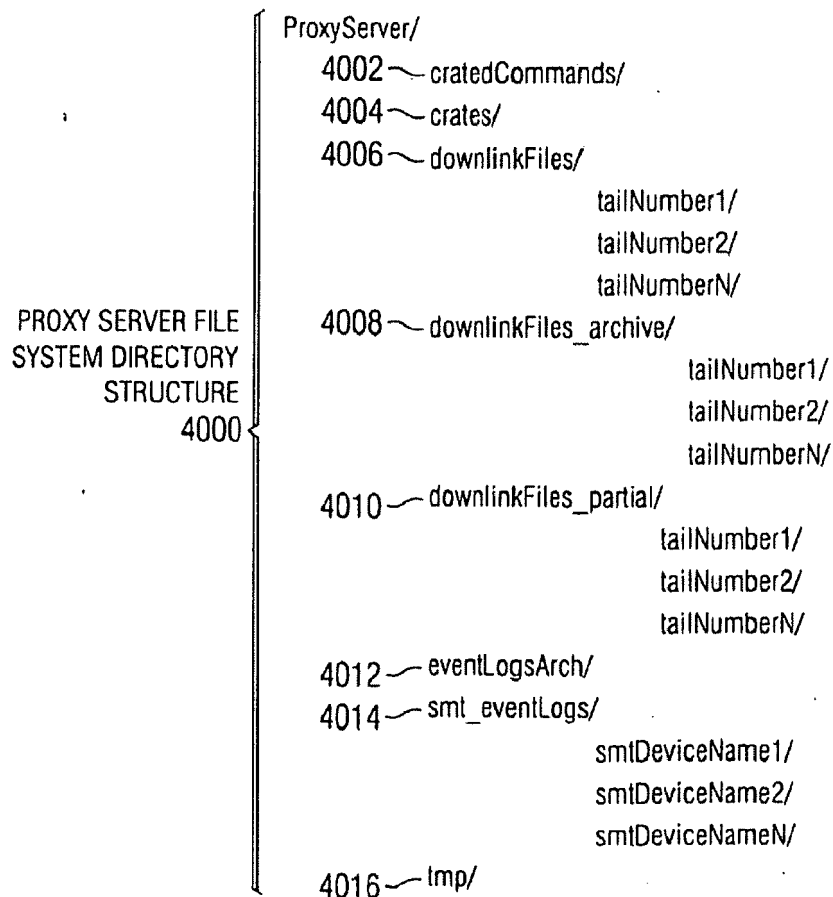 ProxyServer/
4002 cratedCommands/
4004 crates/
4006 downlinkFiles/
tailNumber1/
tailNumber2/
tailNumberN/
PROXY SERVER FILE
SYSTEM DIRECTORY
STRUCTURE
4000
4008 downlinkFiles_archive/
tailNumber1/
tailNumber2/
tailNumberN/
4010 downlinkFiles_partial/
tailNumber1/
tailNumber2/
tailNumberN/
4012 eventLogsArch/
4014 smt_eventLogs/
smtDeviceName1/
smtDeviceName2/
smtDeviceNameN/
4016 tmp/